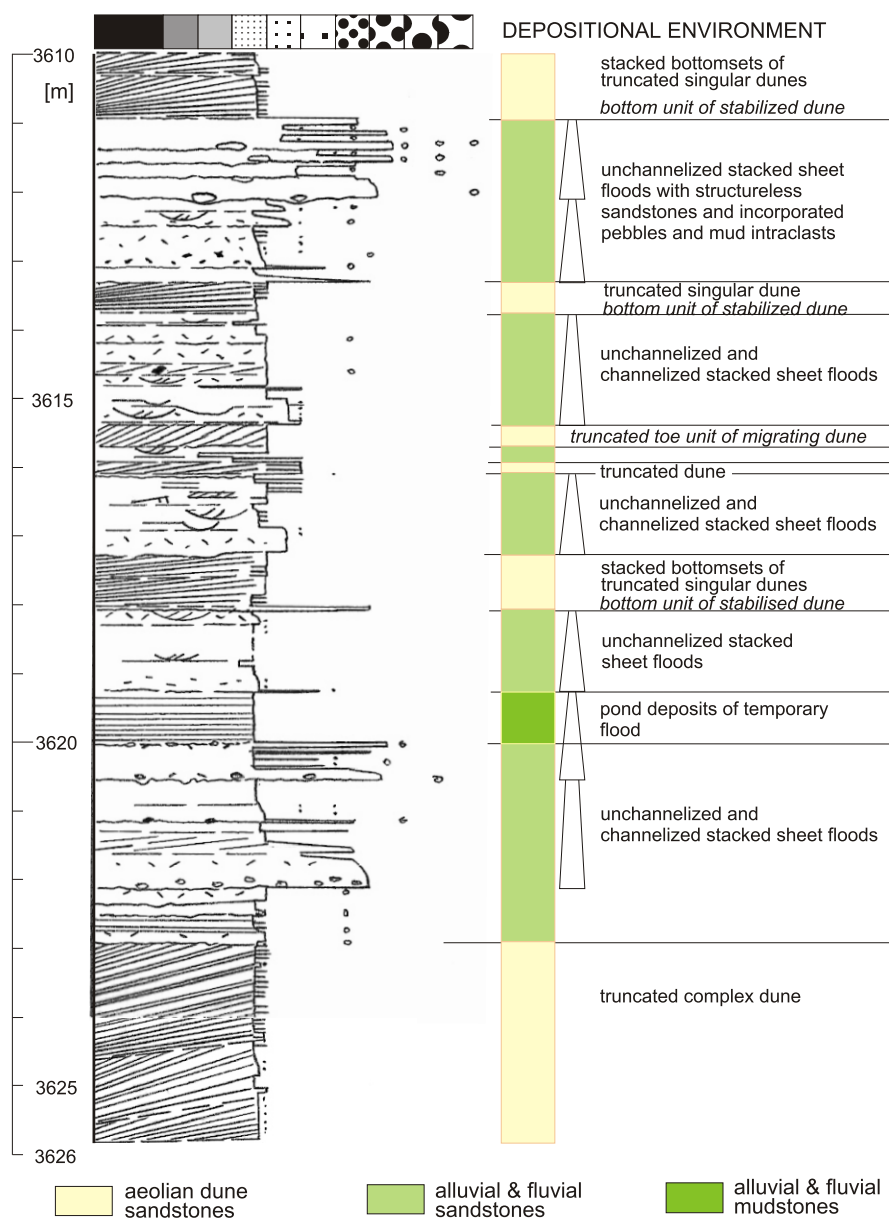 DEPOSITIONAL ENVIRONMENT
3610
[m]
stacked bottomsets of
truncated singular dunes
bottom unit of stabilized dune
unchannelized stacked sheet
floods with structureless
sandstones and incorporated
pebbles and mud intraclasts
truncated singular dune
bottom unit of stabilized dune
unchannelized and
channelized stacked sheet floods
3615
truncated toe unit of migrating dune
truncated dune
unchannelized and
channelized stacked sheet floods
stacked bottomsets of
truncated singular dunes
bottom unit of stabilised dune
unchannelized stacked
sheet floods
pond deposits of temporary
flood
3620
unchannelized and
channelized stacked sheet floods
truncated complex dune
3625
3626
aeolian dune
sandstones
alluvial & fluvial
sandstones
alluvial & fluvial
mudstones